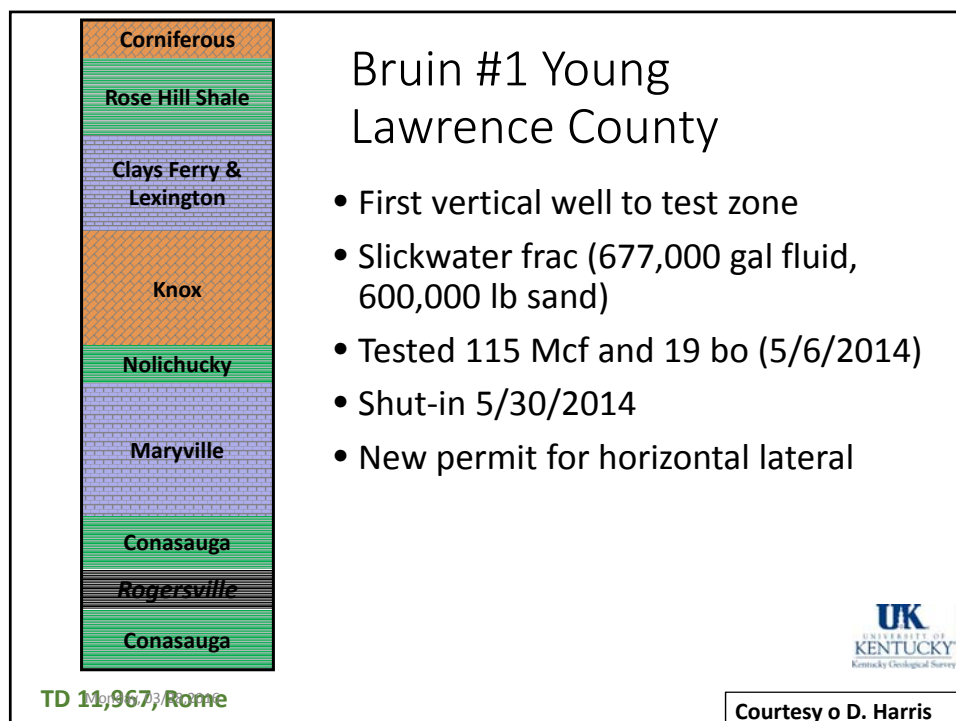 Corniferous
Rose Hill Shale
Clays Ferry &
Lexington
Knox
Nolichucky
Maryville
Conasauga
Rogersville
Conasauga
TD 11,967, Rome
Bruin #1 Young
Lawrence County
• First vertical well to test zone
• Slickwater frac (677,000 gal fluid,
600,000 lb sand)
• Tested 115 Mcf and 19 bo (5/6/2014)
• Shut-in 5/30/2014
• New permit for horizontal lateral
UK
UNIVERSITY OF
KENTUCKY
Kentucky Geological Survey
Courtesy o D. Harris